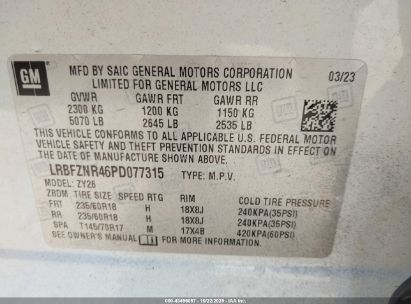 GM
MFD BY SAIC GENERAL MOTORS CORPORATION 03/23
LIMITED FOR GENERAL MOTORS LLC
GVWR GAWR FRT GAWR RR
2300 KG 1200 KG 1150 KG
5070 LB 2645 LB 2535 LB
THIS VEHICLE CONFORMS TO ALL APPLICABLE U.S. FEDERAL MOTOR
VEHICLE SAFETY AND THEFT PREVENTION STANDARDS IN EFFECT ON
THE DATE OF MANUFACTURE SHOWN ABOVE.
LRBFZNR46PD077315 TYPE: M.P.V.
MODEL: ZY26
ZBDM TIRE SIZE SPEED RTG RIM COLD TIRE PRESSURE
FRT 235/60R18 H 18X8J 240KPA(35PSI)
RR 235/60R18 H 18X8J 240KPA(35PSI)
SPA T145/70R17 M 17X4B 420KPA(60PSI)
SEE OWNER'S MANUAL FOR ADDITIONAL INFORMATION.